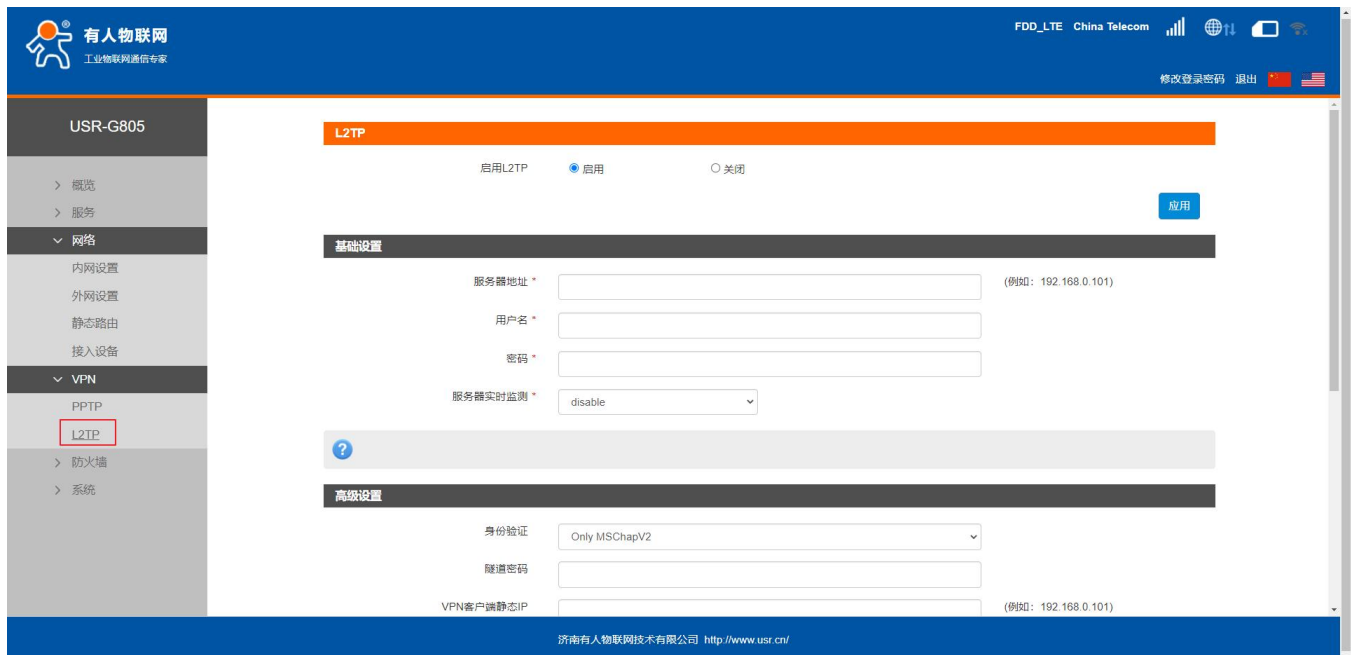 有人物联网
工业物联网通信专家
FDD_LTE China Telecom
修改登录密码 退出
USR-G805
概览
服务
网络
内网设置
外网设置
静态路由
接入设备
VPN
PPTP
L2TP
防火墙
系统
L2TP
启用L2TP 启用 关闭
应用
基础设置
服务器地址 * (例如：192.168.0.101)
用户名 *
密码 *
服务器实时监测 * disable
?
高级设置
身份验证 Only MSChapV2
隧道密码
VPN客户端静态IP (例如：192.168.0.101)
济南有人物联网技术有限公司 http://www.usr.cn/